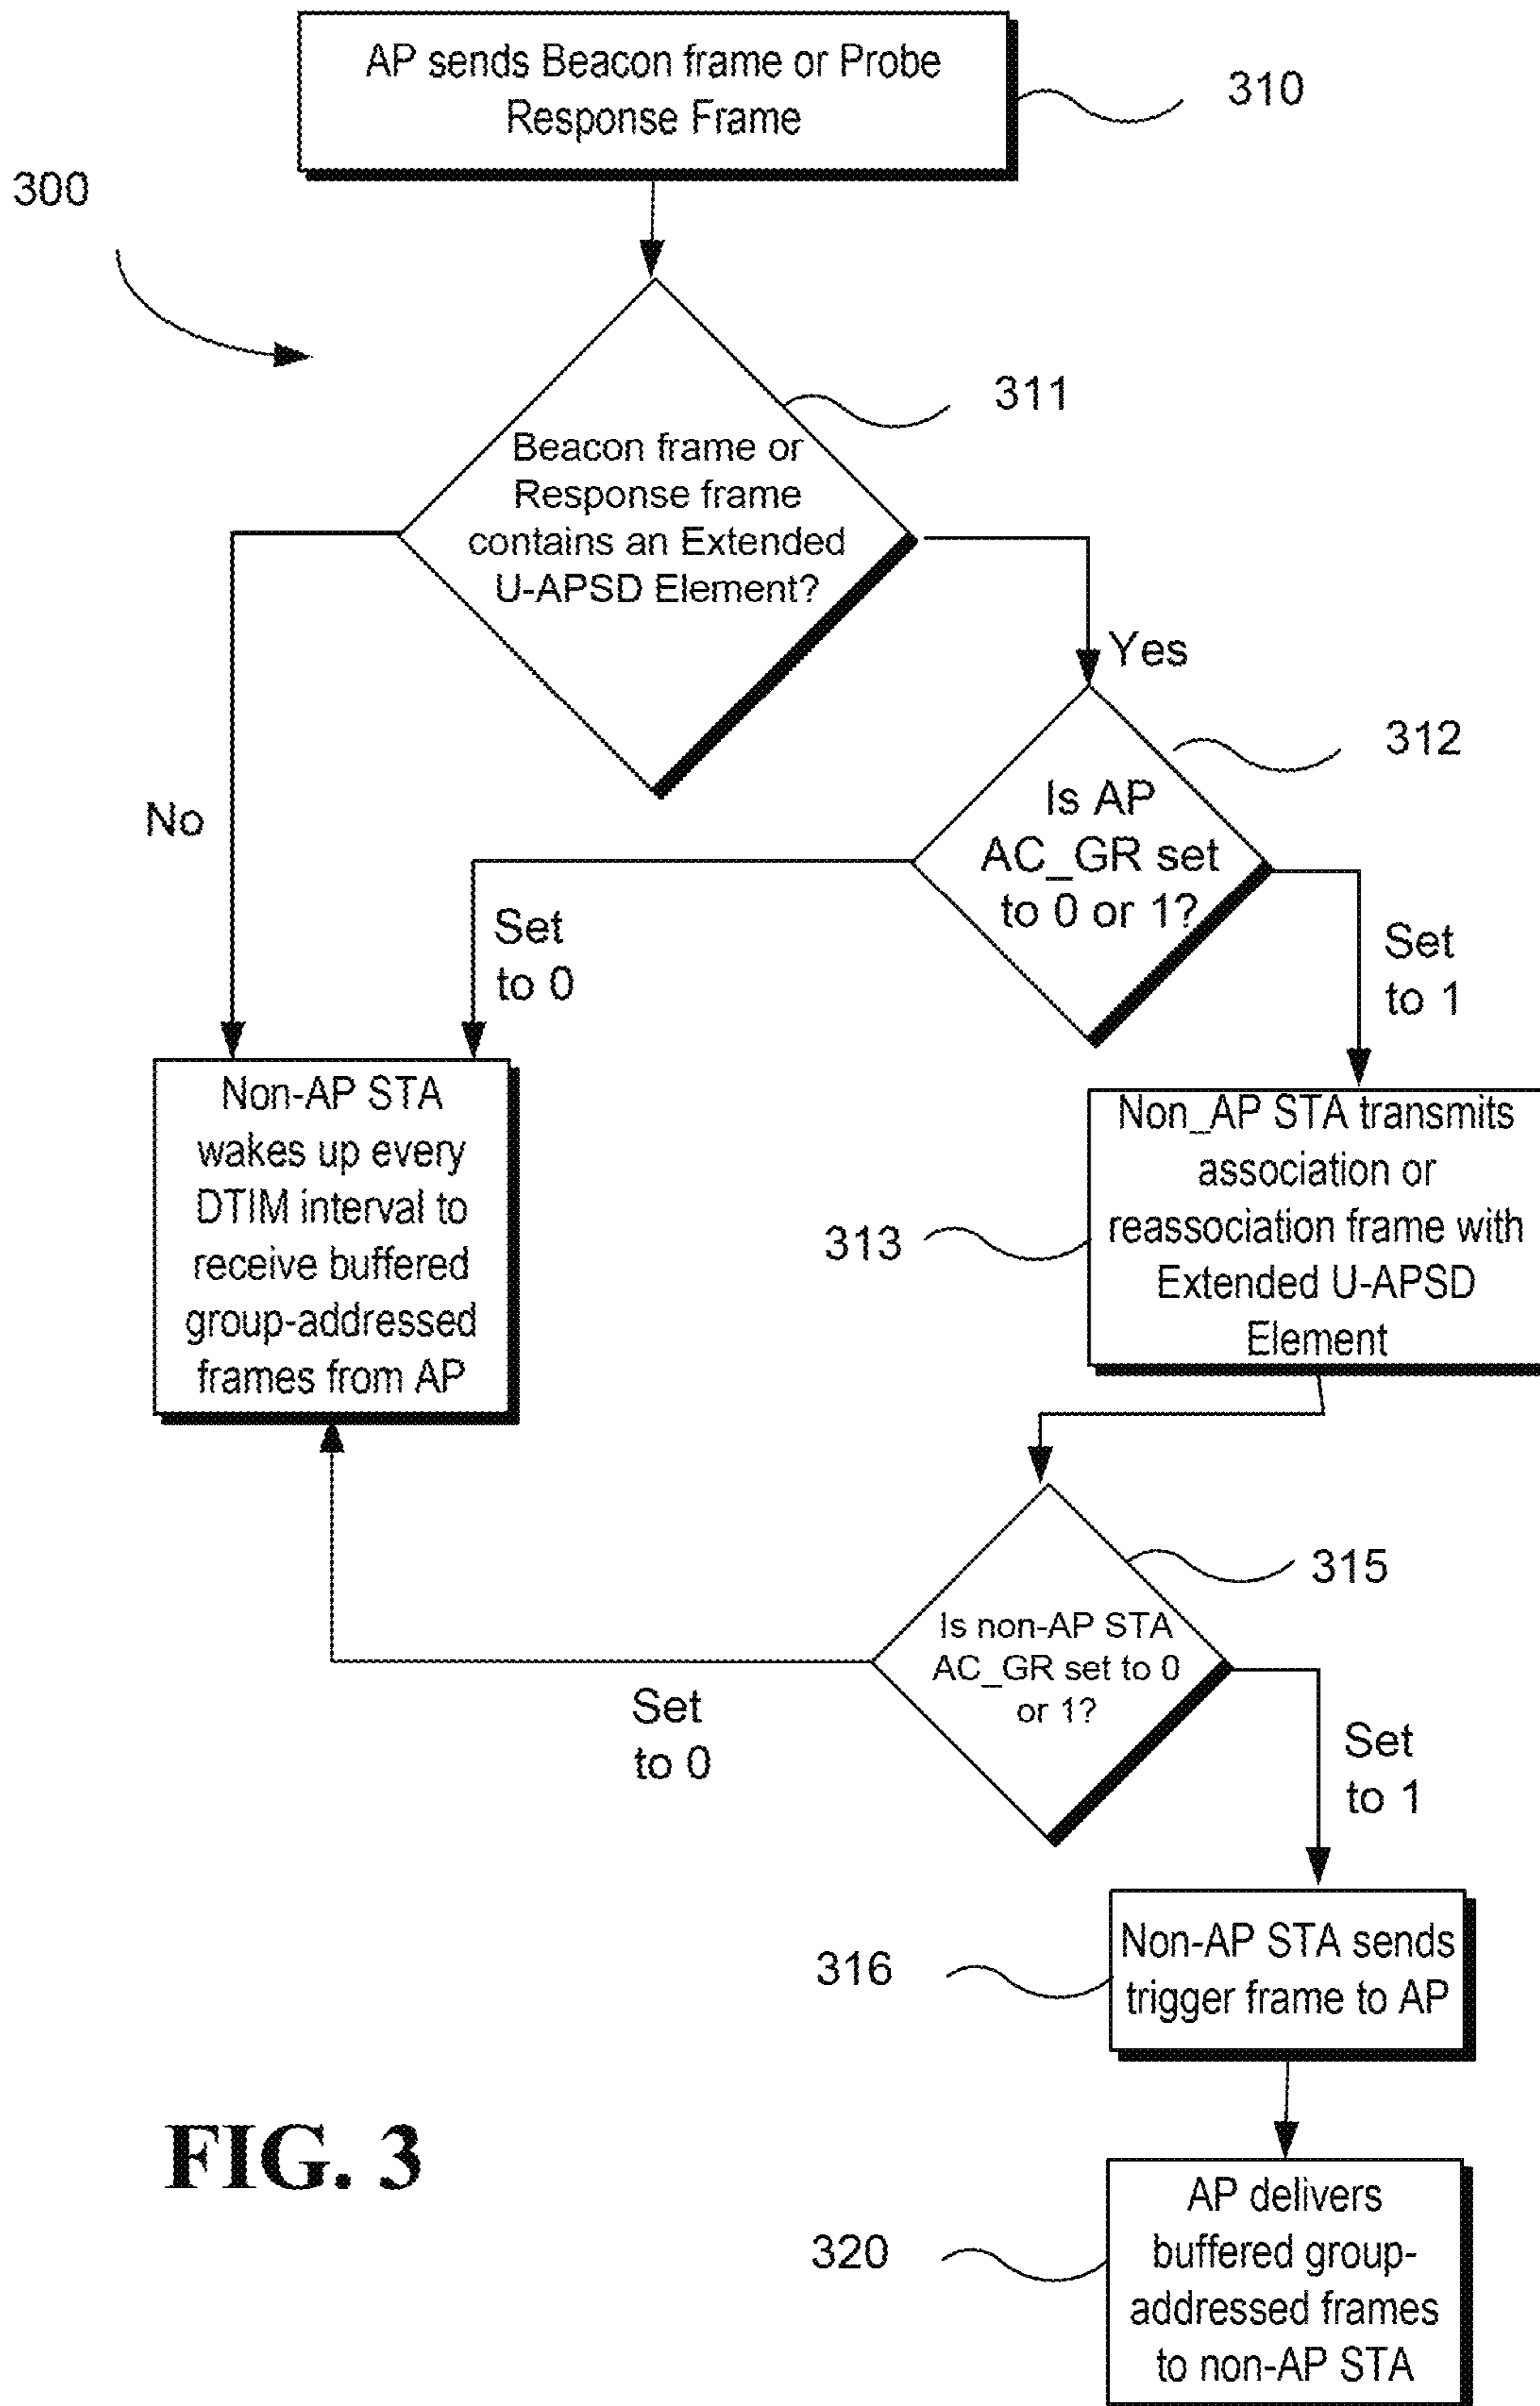 AP sends Beacon frame or Probe
Response Frame
310
300
311
Beacon frame or
Response frame
contains an Extended
U-APSD Element?
Yes
312
Is AP
AC_GR set
to 0 or 1?
No
Set
to 0
Set
to 1
Non-AP STA
wakes up every
DTIM interval to
receive buffered
group-addressed
frames from AP
Non_AP STA transmits
association or
reassociation frame with
Extended U-APSD
Element
313
315
Is non-AP STA
AC_GR set to 0
or 1?
Set
to 0
Set
to 1
Non-AP STA sends
trigger frame to AP
316
FIG. 3
AP delivers
buffered group-
addressed frames
to non-AP STA
320